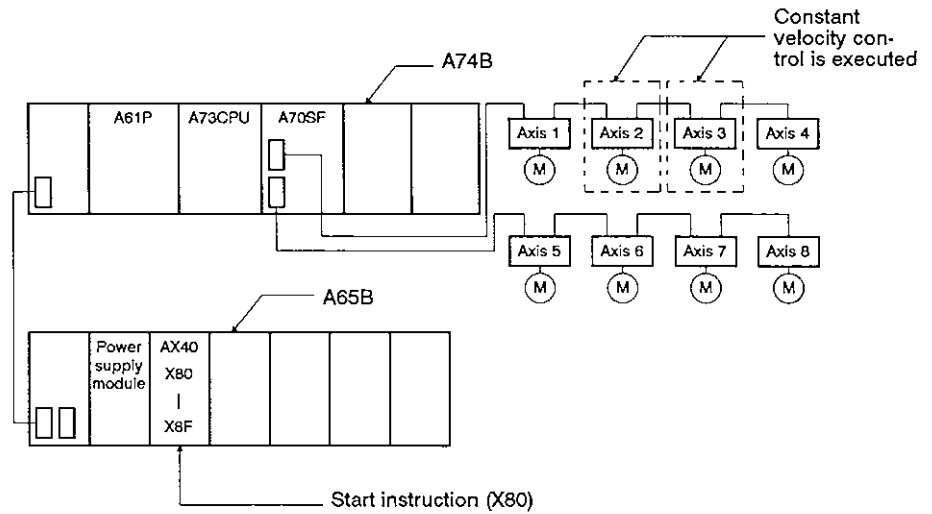 Constant
velocity con-
trol is executed
A74B
A61P
A73CPU
A70SF
Axis 1
Axis 2
Axis 3
Axis 4
M
M
M
M
Axis 5
Axis 6
Axis 7
Axis 8
M
M
M
M
A65B
Power
supply
module
AX40
X80
|
X8F
Start instruction (X80)